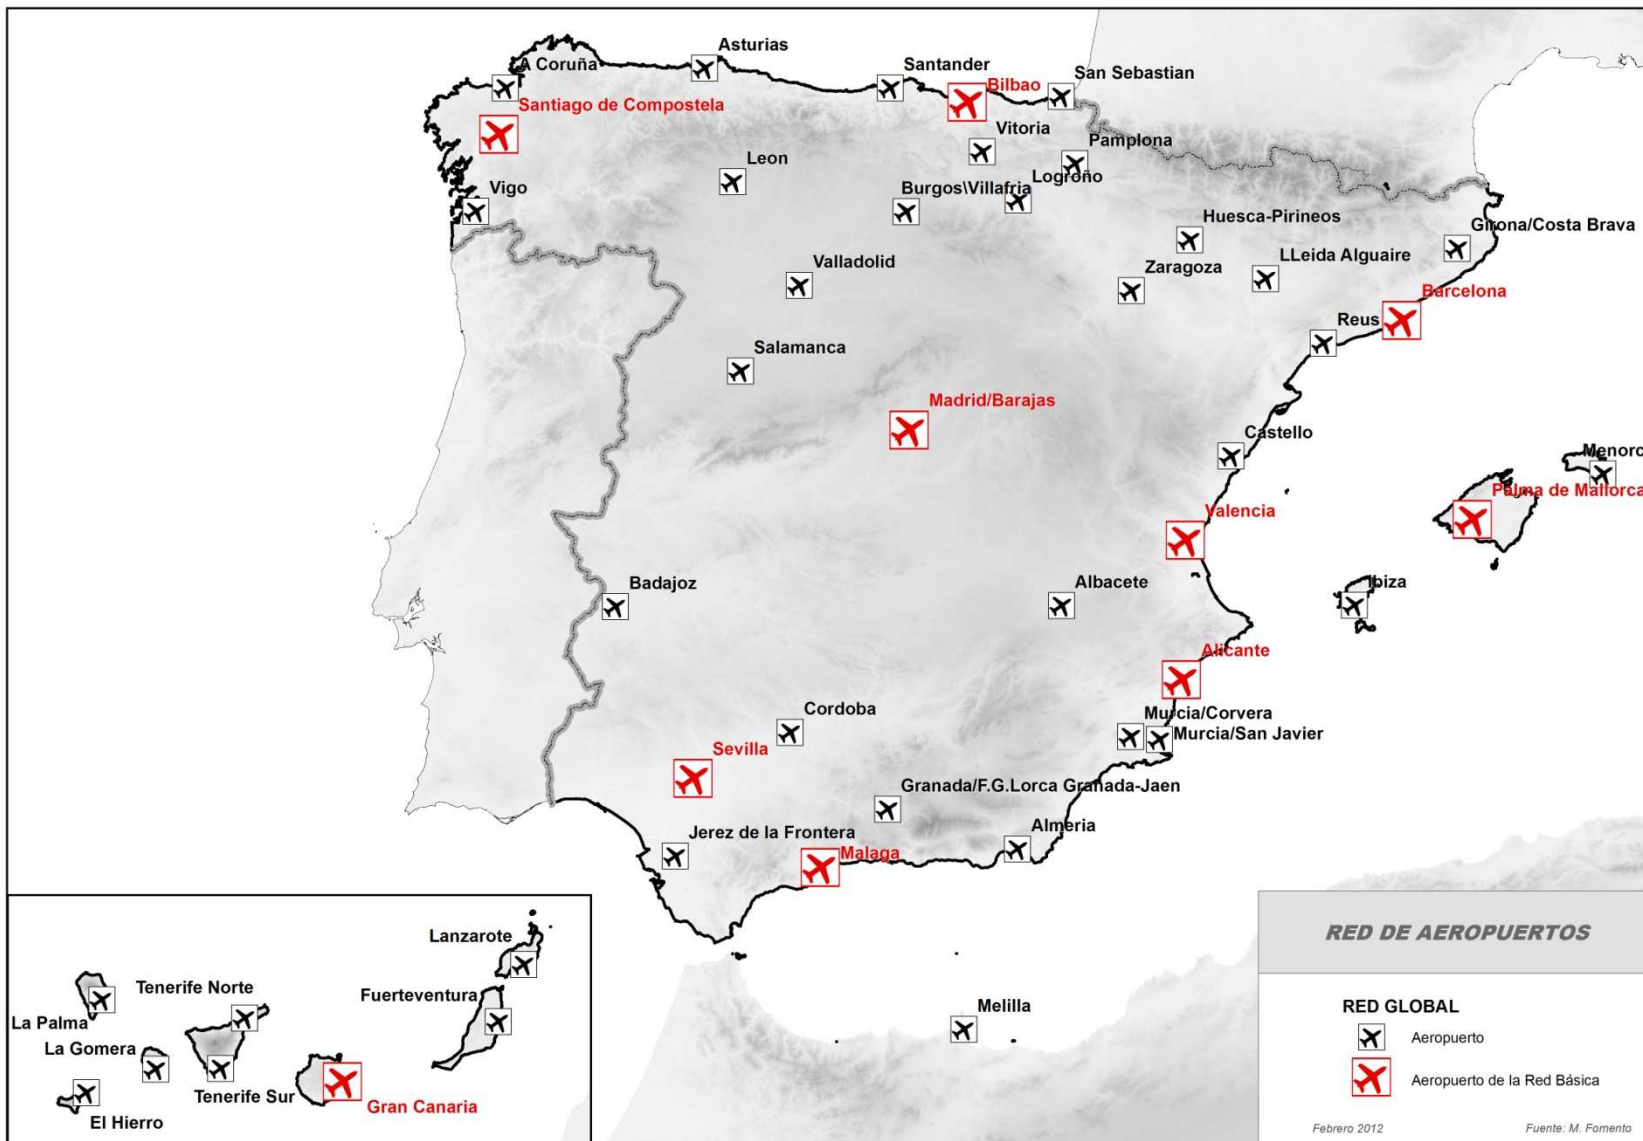 Asturias
A Coruña
Santander
Bilbao
San Sebastian
Santiago de Compostela
Vitoria
Pamplona
Leon
Logroño
Burgos\Villafria
Vigo
Huesca-Pirineos
Girona/Costa Brava
LLeida Alguaire
Valladolid
Zaragoza
Barcelona
Reus
Salamanca
Madrid/Barajas
Castello
Menorc
Palma de Mallorca
Valencia
Badajoz
Albacete
Ibiza
Alicante
Cordoba
Murcia/Corvera
Murcia/San Javier
Sevilla
Granada/F.G.Lorca Granada-Jaen
Jerez de la Frontera
Almeria
Malaga
Lanzarote
Tenerife Norte
Fuerteventura
La Palma
La Gomera
Tenerife Sur
Gran Canaria
El Hierro
Melilla
RED DE AEROPUERTOS
RED GLOBAL
Aeropuerto
Aeropuerto de la Red Básica
Febrero 2012
Fuente: M. Fomento